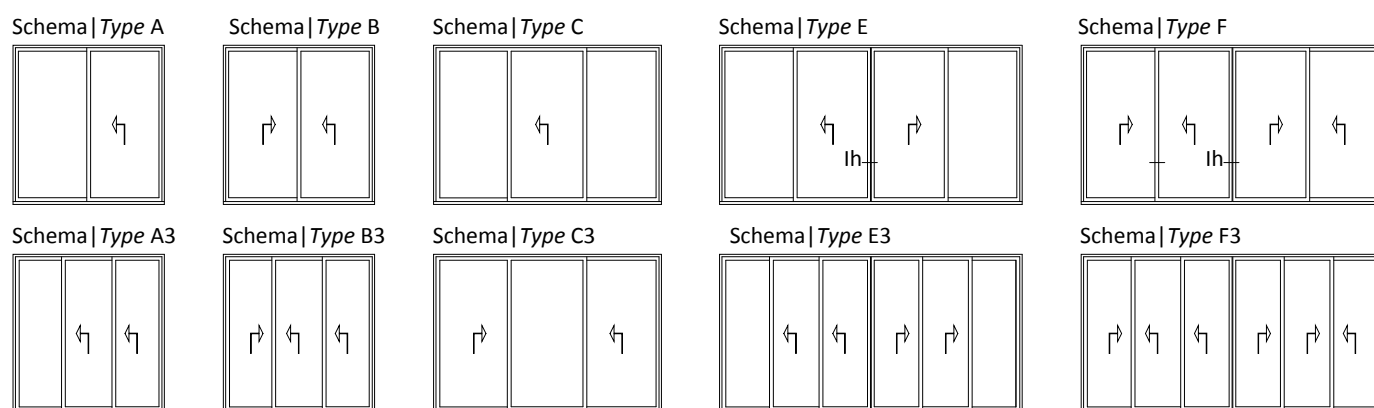 Schema|Type A
Schema|Type B
Schema|Type C
Schema|Type E
Schema|Type F
Ih
Ih
Schema|Type A3
Schema|Type B3
Schema|Type C3
Schema|Type E3
Schema|Type F3